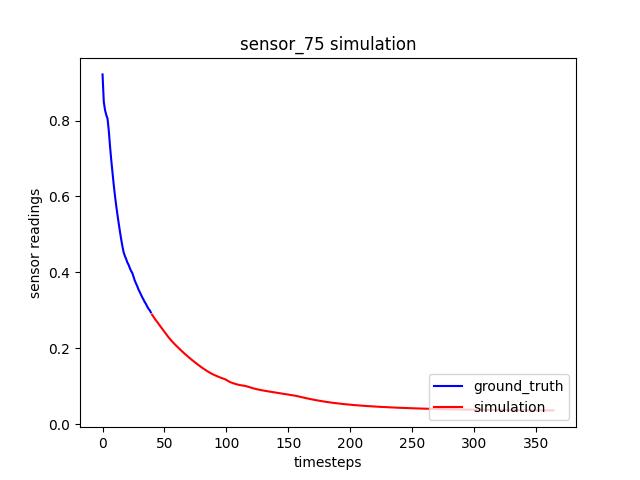 sensor_75 simulation
sensor readings
0.8
0.6
0.4
0.2
0.0
0 50 100 150 200 250 300 350
timesteps
ground_truth
simulation